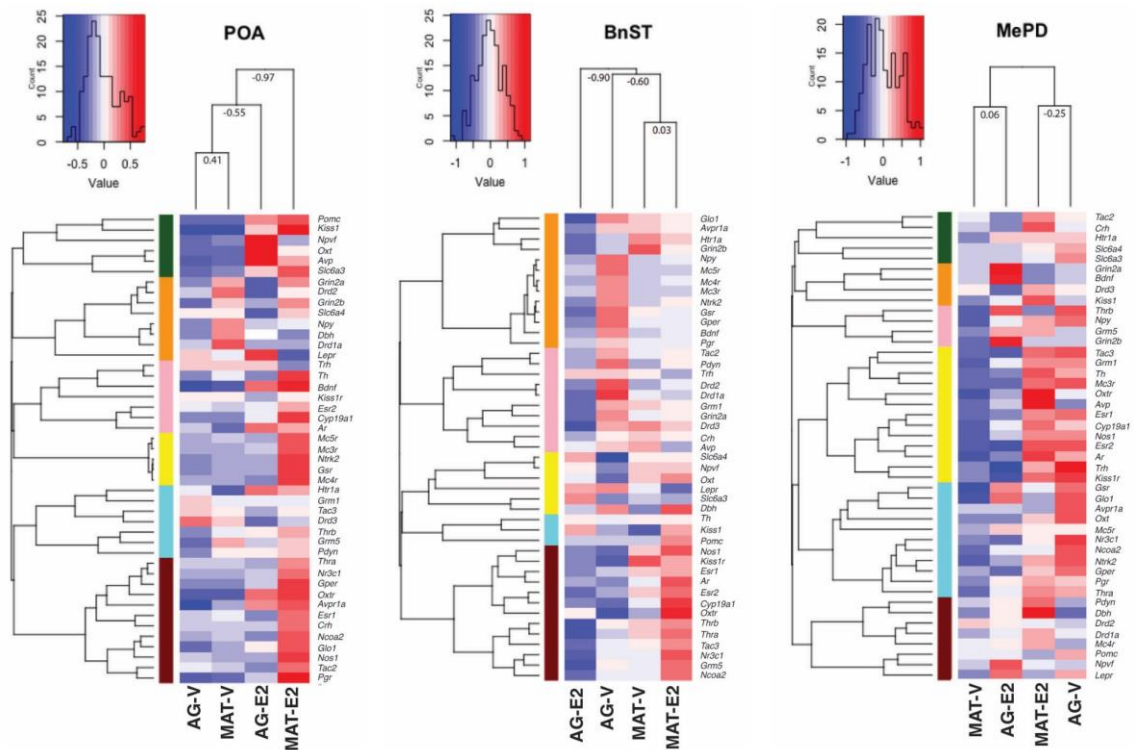 POA
25
20
15
10
5
0
Count
-0.5 0 0.5
Value
-0.97
-0.55
0.41
Pomc
Kiss1
Npvf
Oxt
Avp
Slc6a3
Grin2a
Drd2
Grin2b
Slc6a4
Npy
Dbh
Drd1a
Lepr
Trh
Th
Bdnf
Kiss1r
Esr2
Cyp19a1
Ar
Mc5r
Mc3r
Ntrk2
Gsr
Mc4r
Htr1a
Grm1
Tac3
Drd3
Thrb
Grm5
Pdyn
Thra
Nr3c1
Gper
Oxtr
Avpr1a
Esr1
Crh
Ncoa2
Glo1
Nos1
Tac2
Pgr
AG-V MAT-V AG-E2 MAT-E2
BnST
25
20
15
10
5
0
Count
-1 0 1
Value
-0.90
-0.60
0.03
Glo1
Avpr1a
Htr1a
Grin2b
Npy
Mc5r
Mc4r
Mc3r
Ntrk2
Gsr
Gper
Bdnf
Pgr
Tac2
Pdyn
Trh
Drd2
Drd1a
Grm1
Grin2a
Drd3
Crh
Avp
Slc6a4
Npvf
Oxt
Lepr
Slc6a3
Dbh
Th
Kiss1
Pomc
Nos1
Kiss1r
Esr1
Ar
Esr2
Cyp19a1
Oxtr
Thrb
Thra
Tac3
Nr3c1
Grm5
Ncoa2
AG-E2 AG-V MAT-V MAT-E2
MePD
20
15
10
5
0
Count
-1 0 1
Value
0.06
-0.25
Tac2
Crh
Htr1a
Slc6a4
Slc6a3
Grin2a
Bdnf
Drd3
Kiss1
Thrb
Npy
Grm5
Grin2b
Tac3
Grm1
Th
Mc3r
Oxtr
Avp
Esr1
Cyp19a1
Nos1
Esr2
Ar
Trh
Kiss1r
Gsr
Glo1
Avpr1a
Oxt
Mc5r
Nr3c1
Ncoa2
Ntrk2
Gper
Pgr
Thra
Pdyn
Dbh
Drd2
Drd1a
Mc4r
Pomc
Npvf
Lepr
MAT-V AG-E2 MAT-E2 AG-V